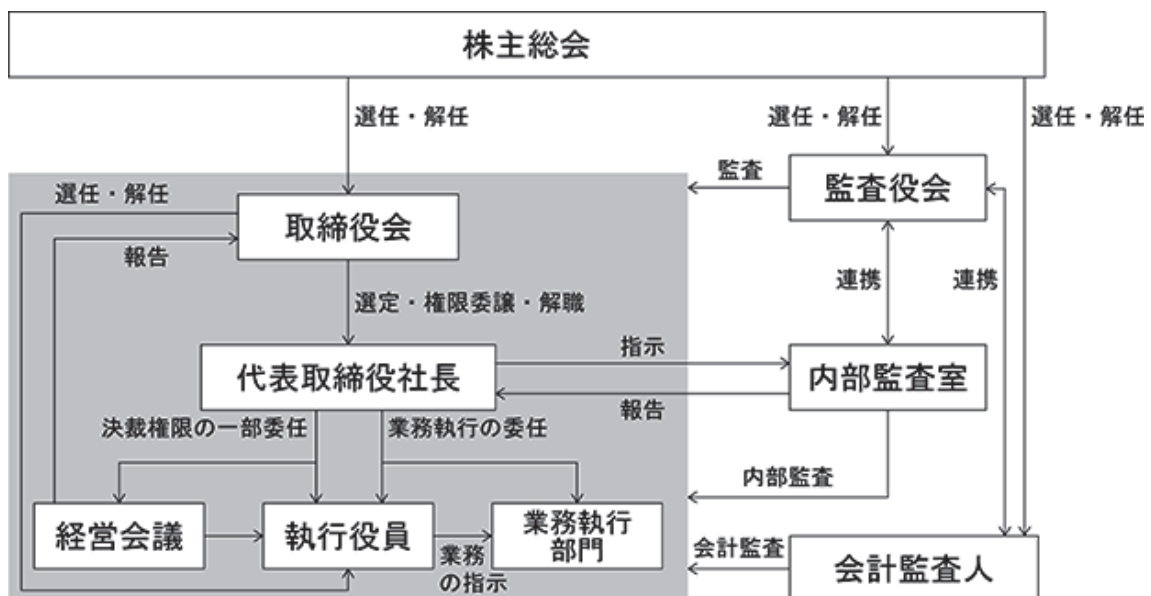 株主総会
選任・解任
選任・解任
選任・解任
監査
監査役会
選任・解任
取締役会
報告
連携
連携
選定・権限委譲・解職
指示
代表取締役社長
内部監査室
報告
決裁権限の一部委任
業務執行の委任
内部監査
経営会議
執行役員
業務執行
部門
業務
の指示
会計監査
会計監査人